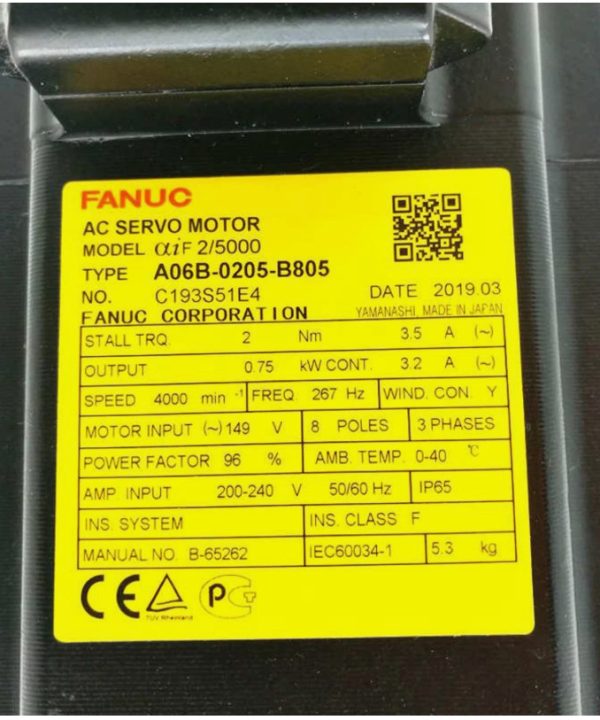 FANUC
AC SERVO MOTOR
MODEL αiF 2/5000
TYPE A06B-0205-B805
NO. C193S51E4 DATE 2019.03
FANUC CORPORATION YAMANASHI, MADE IN JAPAN
STALL TRQ. 2 Nm 3.5 A (~)
OUTPUT 0.75 kW CONT. 3.2 A (~)
SPEED 4000 min -1 FREQ. 267 Hz WIND. CON. Y
MOTOR INPUT (~) 149 V 8 POLES 3 PHASES
POWER FACTOR 96 % AMB. TEMP. 0-40 ℃
AMP. INPUT 200-240 V 50/60 Hz IP65
INS. SYSTEM INS. CLASS F
MANUAL NO. B-65262 IEC60034-1 5.3 kg
CE PCT
TUV Rheinland